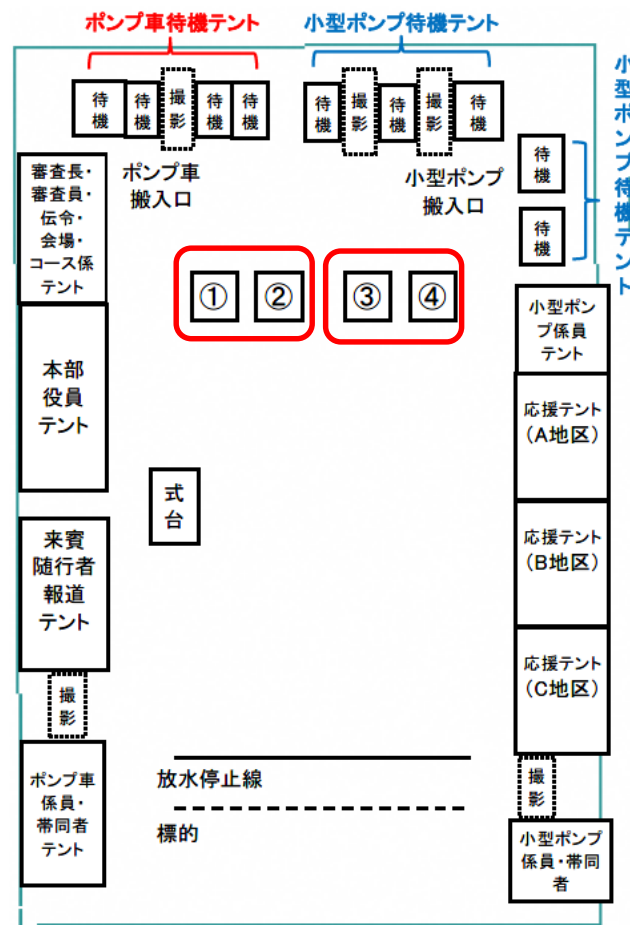 ポンプ車待機テント
小型ポンプ待機テント
待
機
待
機
撮
影
待
機
待
機
待
機
撮
影
待
機
撮
影
待
機
小型ポンプ待機テント
ポンプ車
搬入口
小型ポンプ
搬入口
待
機
待
機
審査長・
審査員・
伝令・
会場・
コース係
テント
①
②
③
④
小型ポン
プ係員
テント
本部
役員
テント
応援テント
(A地区)
式
台
来賓
随行者
報道
テント
応援テント
(B地区)
応援テント
(C地区)
撮
影
放水停止線
撮
影
ポンプ車
係員・
帯同者
テント
標的
小型ポンプ
係員・帯同
者